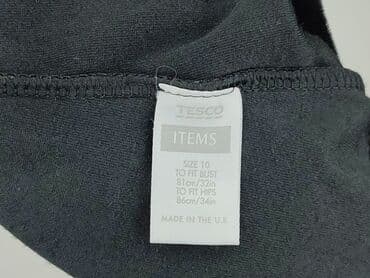 TESCO
ITEMS
SIZE 10
TO FIT BUST
81cm/32in
TO FIT HIPS
86cm/34in
MADE IN THE U.K